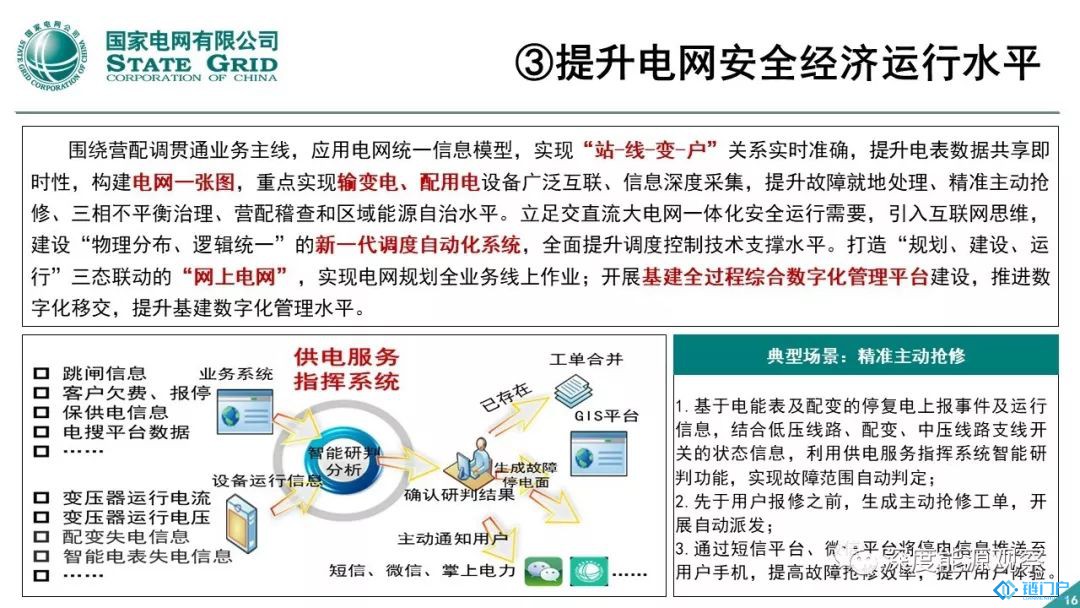 国家电网公司
STATE GRID CORPORATION OF CHINA
国家电网有限公司
STATE GRID
CORPORATION OF CHINA
③提升电网安全经济运行水平
围绕营配调贯通业务主线，应用电网统一信息模型，实现“站-线-变-户”关系实时准确，提升电表数据共享即
时性，构建电网一张图，重点实现输变电、配用电设备广泛互联、信息深度采集，提升故障就地处理、精准主动抢
修、三相不平衡治理、营配稽查和区域能源自治水平。立足交直流大电网一体化安全运行需要，引入互联网思维，
建设“物理分布、逻辑统一”的新一代调度自动化系统，全面提升调度控制技术支撑水平。打造“规划、建设、运
行”三态联动的“网上电网”，实现电网规划全业务线上作业；开展基建全过程综合数字化管理平台建设，推进数
字化移交，提升基建数字化管理水平。
供电服务
指挥系统
跳闸信息
客户欠费、报停
保供电信息
电搜平台数据
……
业务系统
设备运行信息
变压器运行电流
变压器运行电压
配变失电信息
智能电表失电信息
……
智能研判
分析
确认研判结果
已存在
工单合并
GIS平台
生成故障
停电面
主动通知用户
短信、微信、掌上电力
……
典型场景：精准主动抢修
1.基于电能表及配变的停复电上报事件及运行
信息，结合低压线路、配变、中压线路支线开
关的状态信息，利用供电服务指挥系统智能研
判功能，实现故障范围自动判定；
2.先于用户报修之前，生成主动抢修工单，开
展自动派发；
3.通过短信平台、微信平台将停电信息推送至
用户手机，提高故障抢修效率，提升用户体验。
深度能源观察
链门户
16